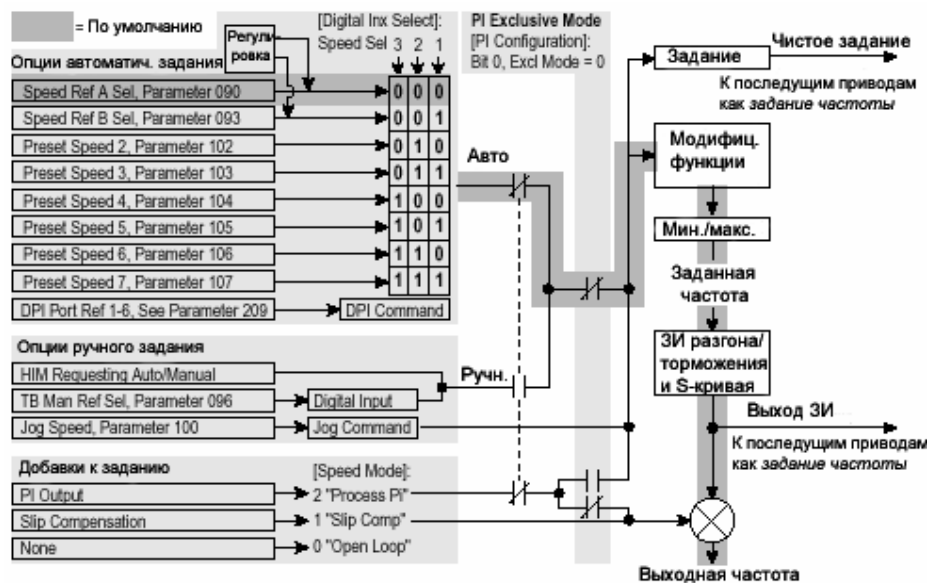 = По умолчанию
Регули
ровка
[Digital Inx Select]:
Speed Sel 3 2 1
Опции автоматич. задания
Speed Ref A Sel, Parameter 090
0 0 0
Speed Ref B Sel, Parameter 093
0 0 1
Preset Speed 2, Parameter 102
0 1 0
Preset Speed 3, Parameter 103
0 1 1
Preset Speed 4, Parameter 104
1 0 0
Preset Speed 5, Parameter 105
1 0 1
Preset Speed 6, Parameter 106
1 1 0
Preset Speed 7, Parameter 107
1 1 1
DPI Port Ref 1-6, See Parameter 209
DPI Command
Опции ручного задания
HIM Requesting Auto/Manual
TB Man Ref Sel, Parameter 096
Digital Input
Jog Speed, Parameter 100
Jog Command
Добавки к заданию
[Speed Mode]:
PI Output
2 "Process Pi"
Slip Compensation
1 "Slip Comp"
None
0 "Open Loop"
Авто
Ручн.
PI Exclusive Mode
[PI Configuration]:
Bit 0, Excl Mode = 0
Задание
Чистое задание
К последущим приводам
как задание частоты
Модифиц.
функции
Мин./макс.
Заданная
частота
ЗИ разгона/
торможения
и S-кривая
Выход ЗИ
К последущим приводам
как задание частоты
Выходная частота